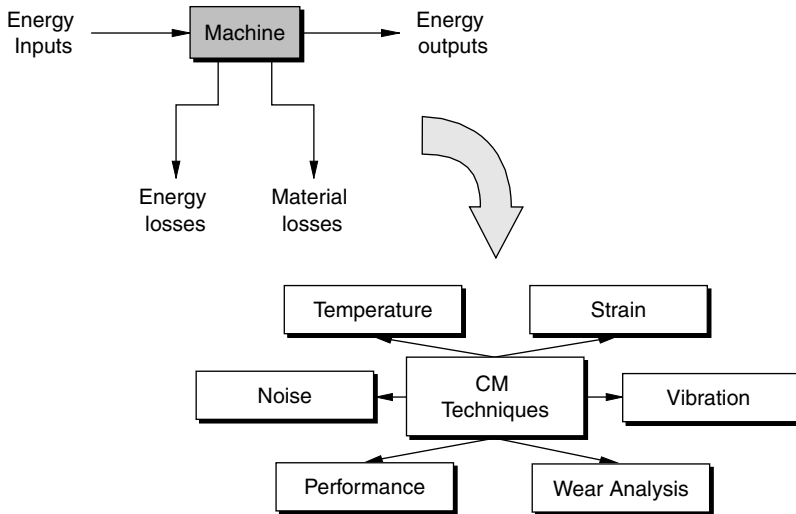 Energy
Inputs
Machine
Energy
outputs
Energy
losses
Material
losses
Temperature
Strain
Noise
CM
Techniques
Vibration
Performance
Wear Analysis